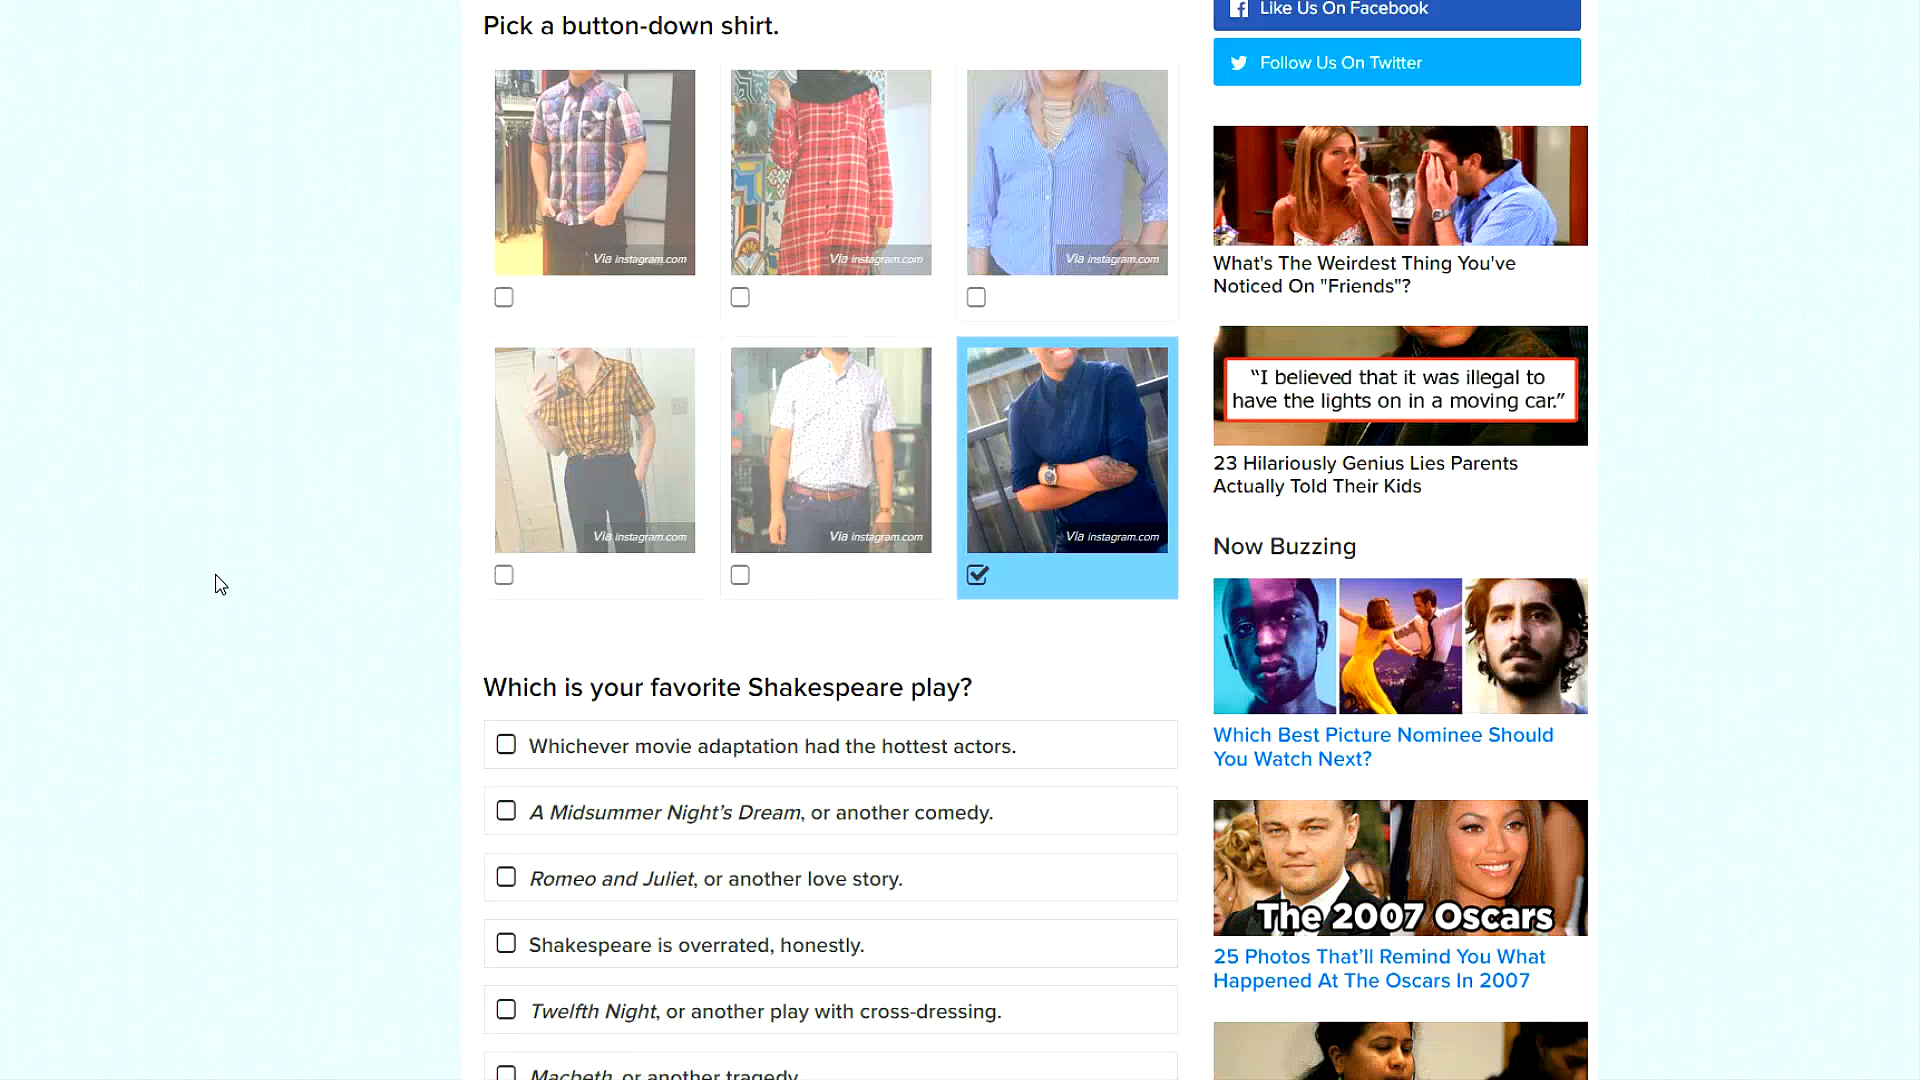 Pick a button-down shirt.
Via instagram.com
Via instagram.com
Via instagram.com
Via instagram.com
Via instagram.com
Via instagram.com
Which is your favorite Shakespeare play?
Whichever movie adaptation had the hottest actors.
A Midsummer Night's Dream, or another comedy.
Romeo and Juliet, or another love story.
Shakespeare is overrated, honestly.
Twelfth Night, or another play with cross-dressing.
Macbeth, or another tragedy.
Like Us On Facebook
Follow Us On Twitter
What's The Weirdest Thing You've
Noticed On "Friends"?
“I believed that it was illegal to
have the lights on in a moving car.”
23 Hilariously Genius Lies Parents
Actually Told Their Kids
Now Buzzing
Which Best Picture Nominee Should
You Watch Next?
The 2007 Oscars
25 Photos That’ll Remind You What
Happened At The Oscars In 2007